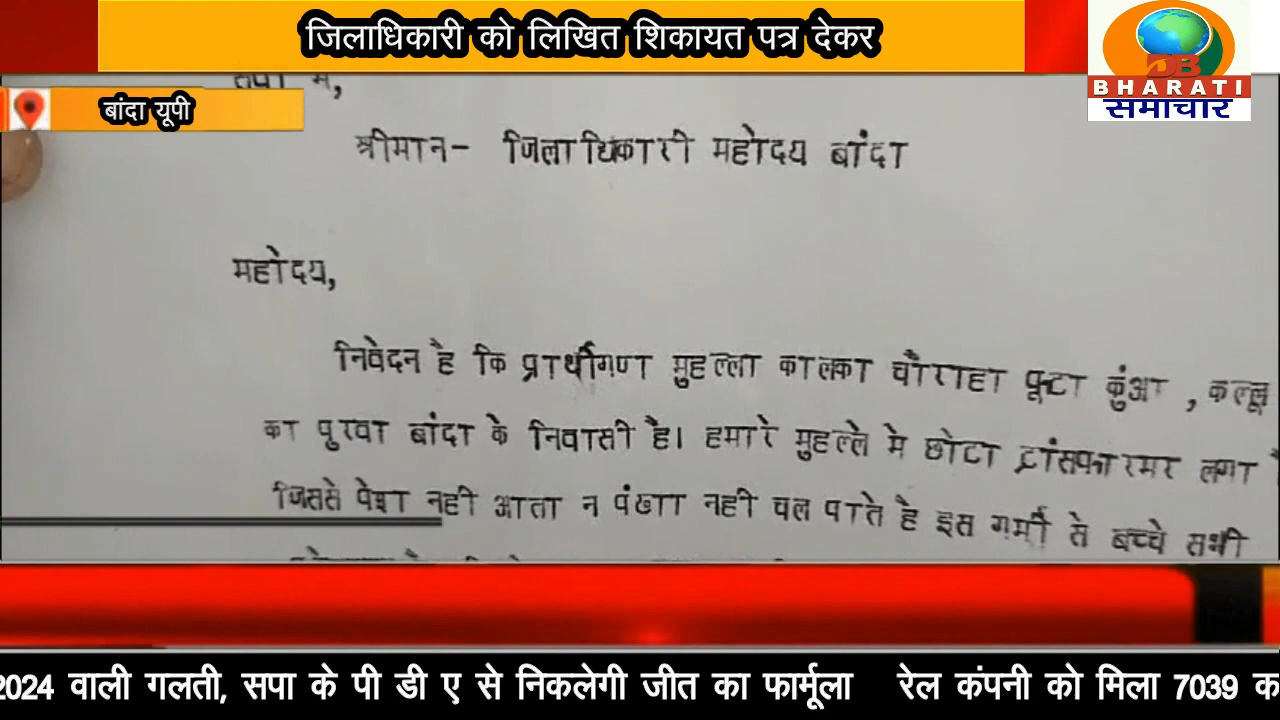 जिलाधिकारी को लिखित शिकायत पत्र देकर
BHARATI
समाचार
बांदा यूपी
श्रीमान- जिलाधिकारी महोदय बांदा
महोदय,
निवेदन है कि प्रार्थीगण मुहल्ला कालका चौराहा फूटा कुंआ , कल्लू
का पुरवा बांदा के निवासी है। हमारे मुहल्ले मे छोटा ट्रांसफारमर लगा
जिससे नही आता न पंखा नही चल पाते है इस गर्मी से बच्चे सभी
2024 वाली गलती, सपा के पी डी ए से निकलेगी जीत का फार्मूला रेल कंपनी को मिला 7039 क